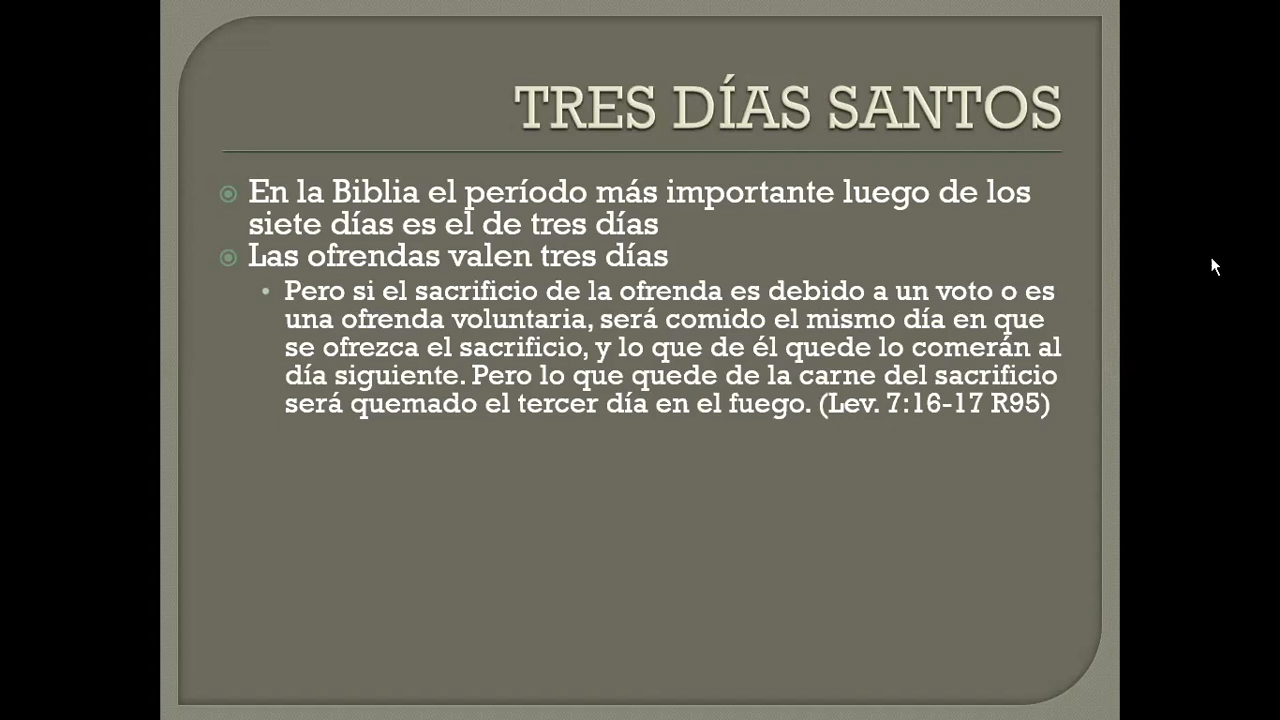 TRES DÍAS SANTOS
En la Biblia el período más importante luego de los
siete días es el de tres días
Las ofrendas valen tres días
Pero si el sacrificio de la ofrenda es debido a un voto o es
una ofrenda voluntaria, será comido el mismo día en que
se ofrezca el sacrificio, y lo que de él quede lo comerán al
día siguiente. Pero lo que quede de la carne del sacrificio
será quemado el tercer día en el fuego. (Lev. 7:16-17 R95)